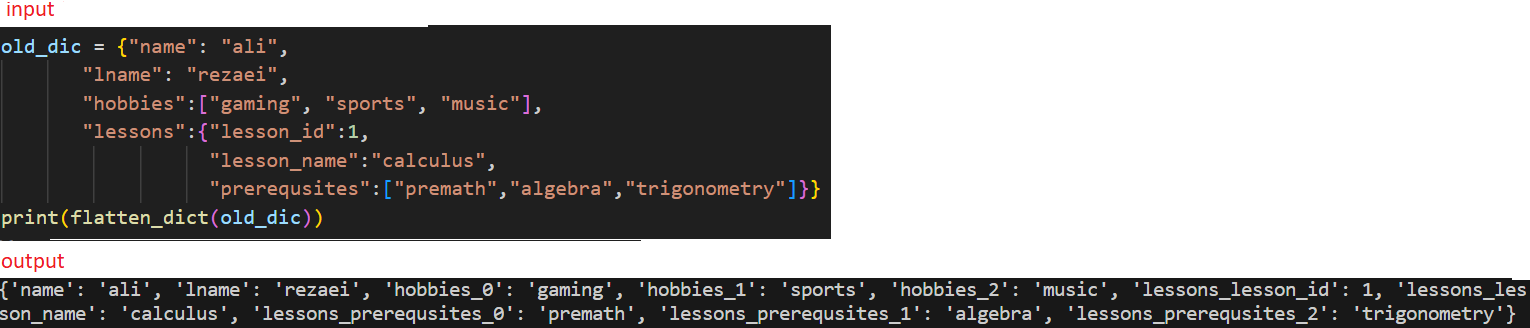 input
old_dic = {"name": "ali",
"lname": "rezaei",
"hobbies":["gaming", "sports", "music"],
"lessons":{"lesson_id":1,
"lesson_name":"calculus",
"prerequsites":["premath","algebra","trigonometry"]}}
print(flatten_dict(old_dic))
output
{'name': 'ali', 'lname': 'rezaei', 'hobbies_0': 'gaming', 'hobbies_1': 'sports', 'hobbies_2': 'music', 'lessons_lesson_id': 1, 'lessons_les
son_name': 'calculus', 'lessons_prerequsites_0': 'premath', 'lessons_prerequsites_1': 'algebra', 'lessons_prerequsites_2': 'trigonometry'}